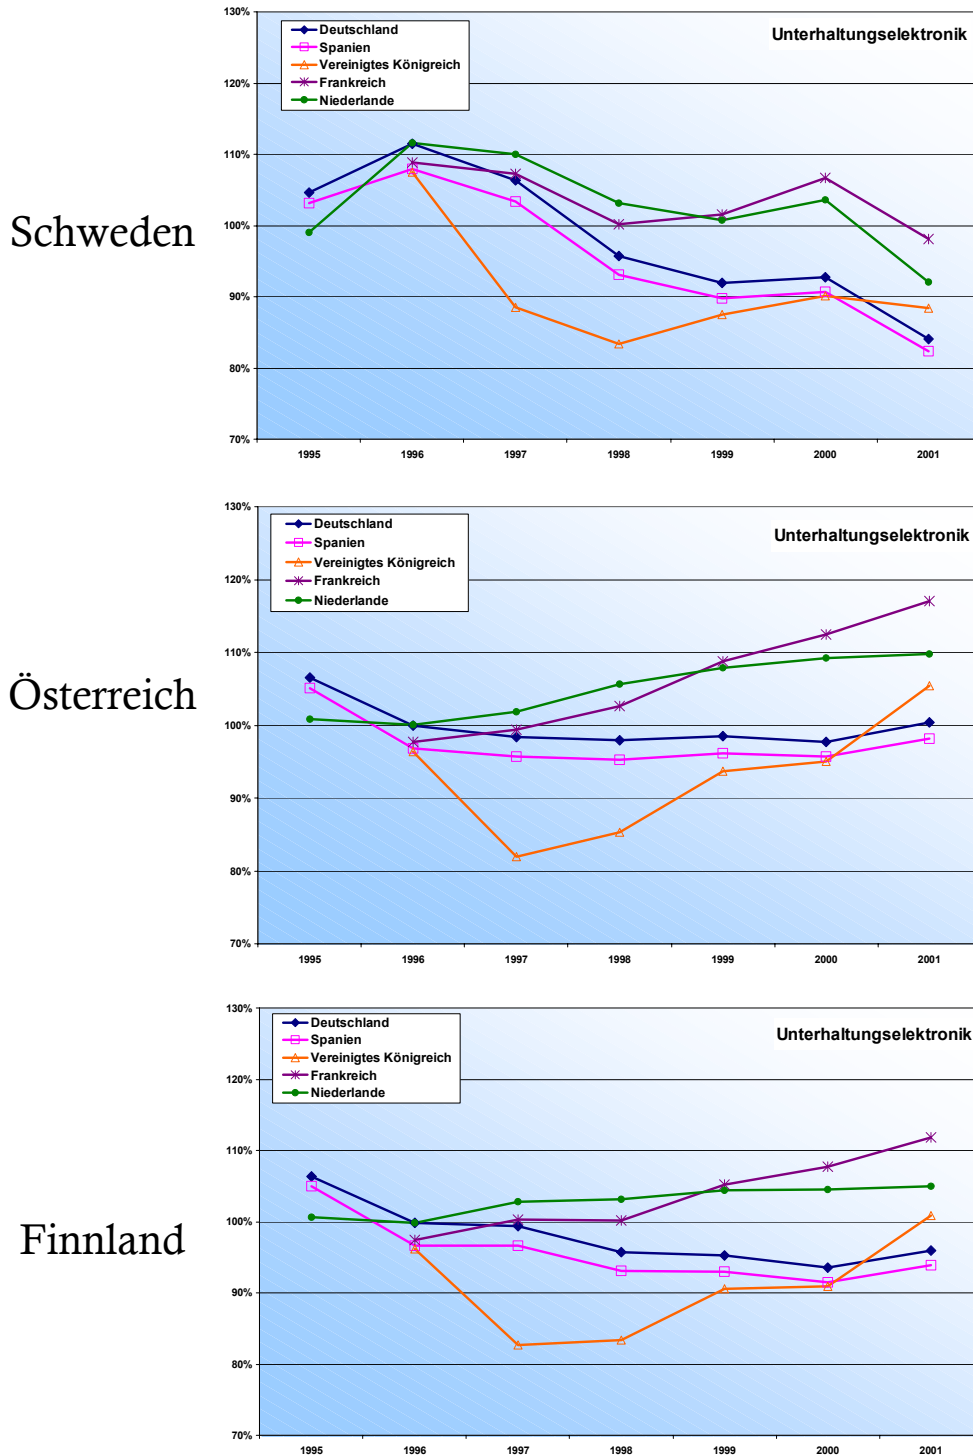 Schweden
130%
120%
110%
100%
90%
80%
70%
1995 1996 1997 1998 1999 2000 2001
Deutschland
Spanien
Vereinigtes Königreich
Frankreich
Niederlande
Unterhaltungselektronik
Österreich
130%
120%
110%
100%
90%
80%
70%
1995 1996 1997 1998 1999 2000 2001
Deutschland
Spanien
Vereinigtes Königreich
Frankreich
Niederlande
Unterhaltungselektronik
Finnland
130%
120%
110%
100%
90%
80%
70%
1995 1996 1997 1998 1999 2000 2001
Deutschland
Spanien
Vereinigtes Königreich
Frankreich
Niederlande
Unterhaltungselektronik